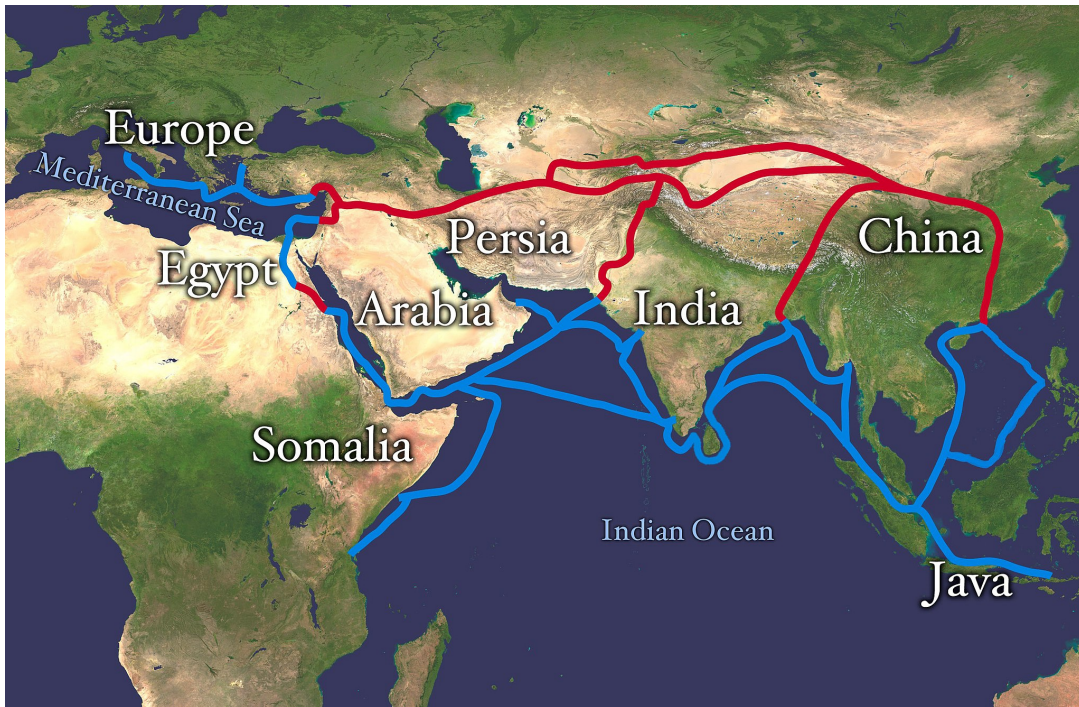 Europe
Mediterranean Sea
Persia
China
Egypt
Arabia
India
Somalia
Indian Ocean
Java